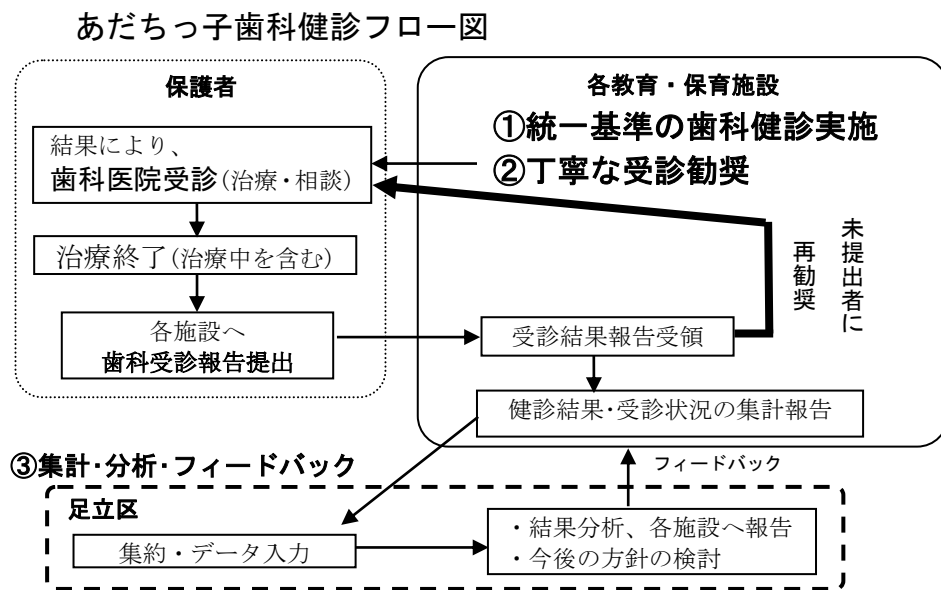 あだちっ子歯科健診フロー図
保護者
結果により、
歯科医院受診(治療・相談)
治療終了(治療中を含む)
各施設へ
歯科受診報告提出
各教育・保育施設
①統一基準の歯科健診実施
②丁寧な受診勧奨
未提出者に
再勧奨
受診結果報告受領
健診結果・受診状況の集計報告
③集計・分析・フィードバック
フィードバック
足立区
集約・データ入力
・結果分析、各施設へ報告
・今後の方針の検討